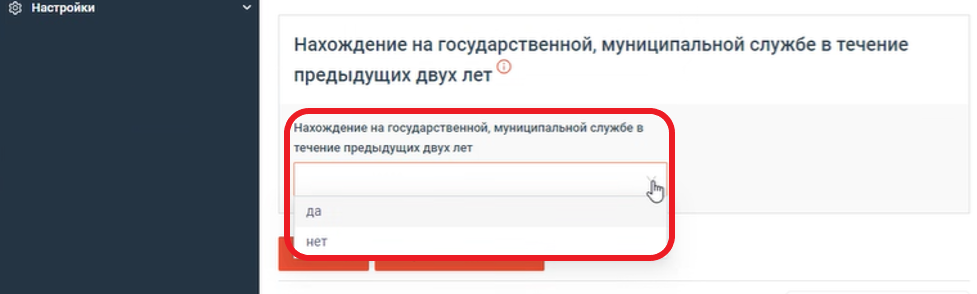 Настройки
Нахождение на государственной, муниципальной службе в течение
предыдущих двух лет
Нахождение на государственной, муниципальной службе в
течение предыдущих двух лет
да
нет